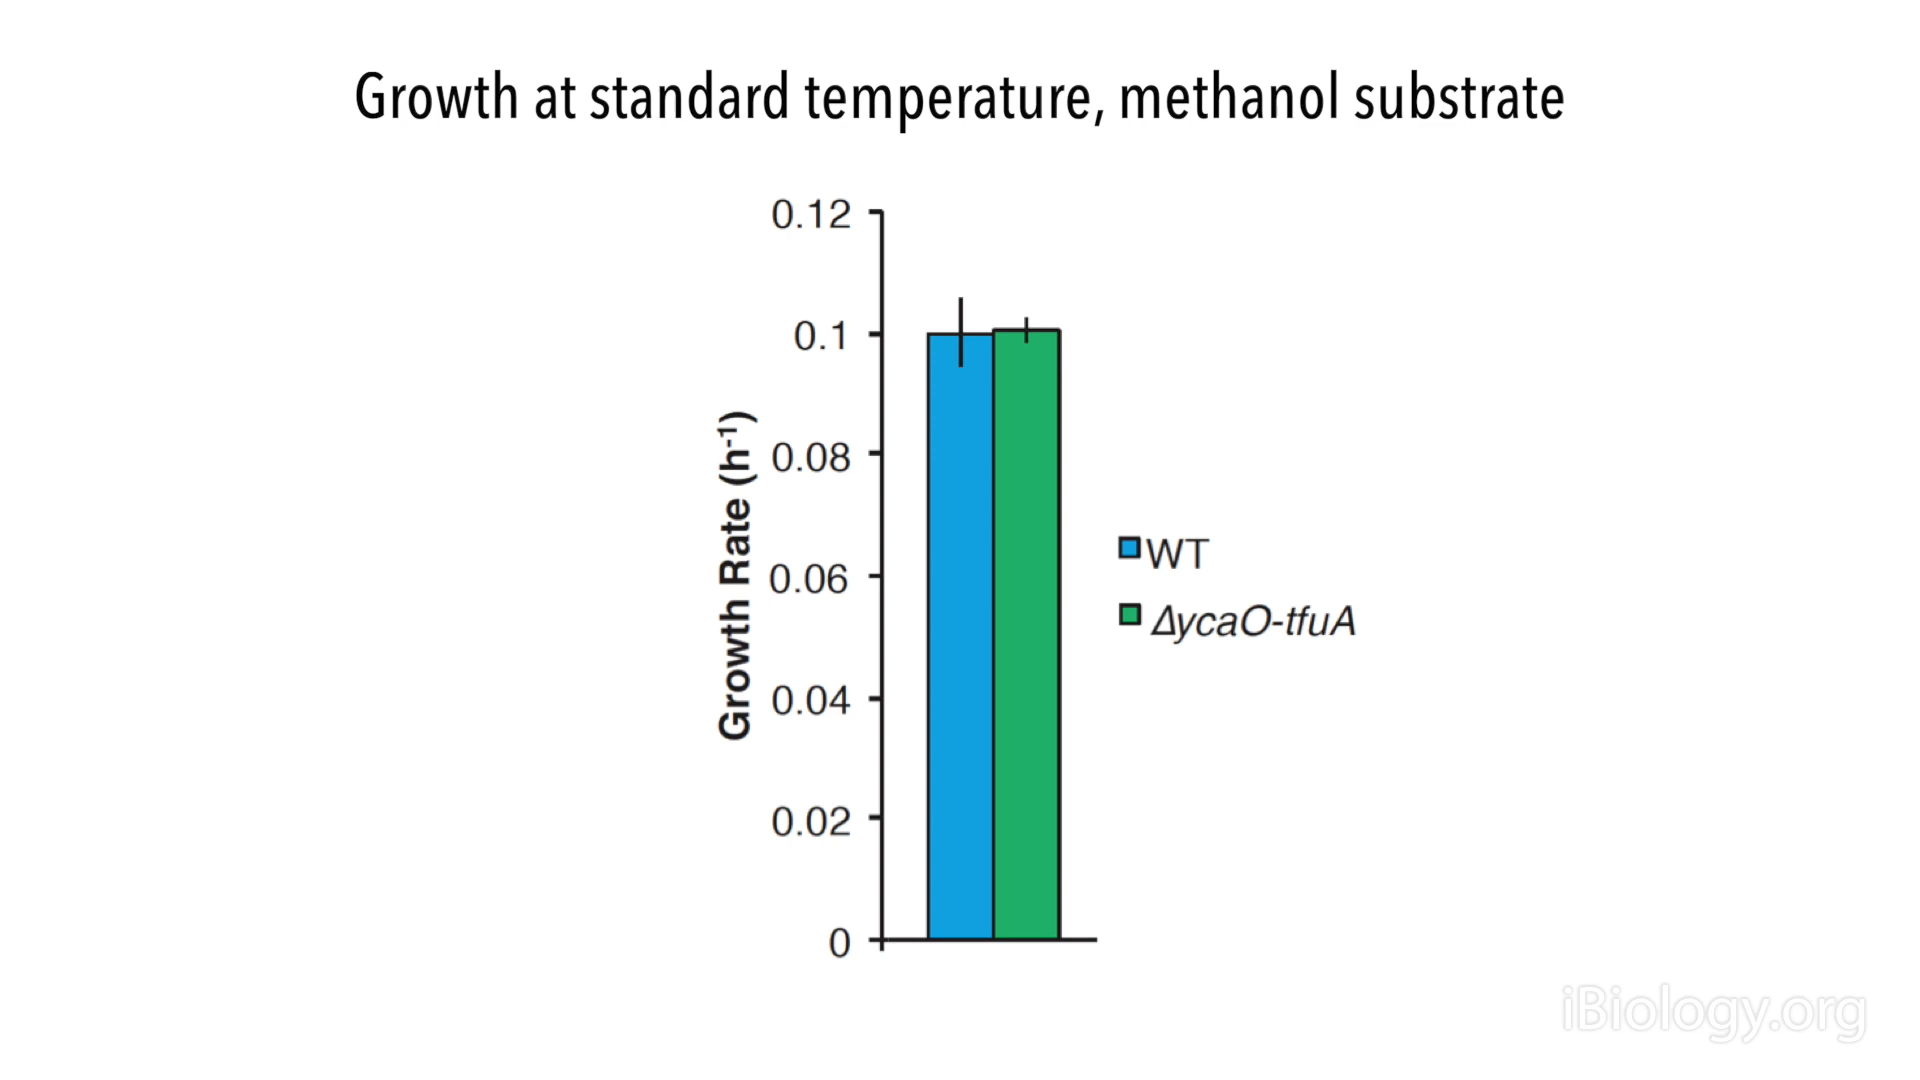 Growth at standard temperature, methanol substrate
0.12
0.1
0.08
0.06
0.04
0.02
0
Growth Rate (h-1)
WT
ΔycaO-tfuA
iBiology.org